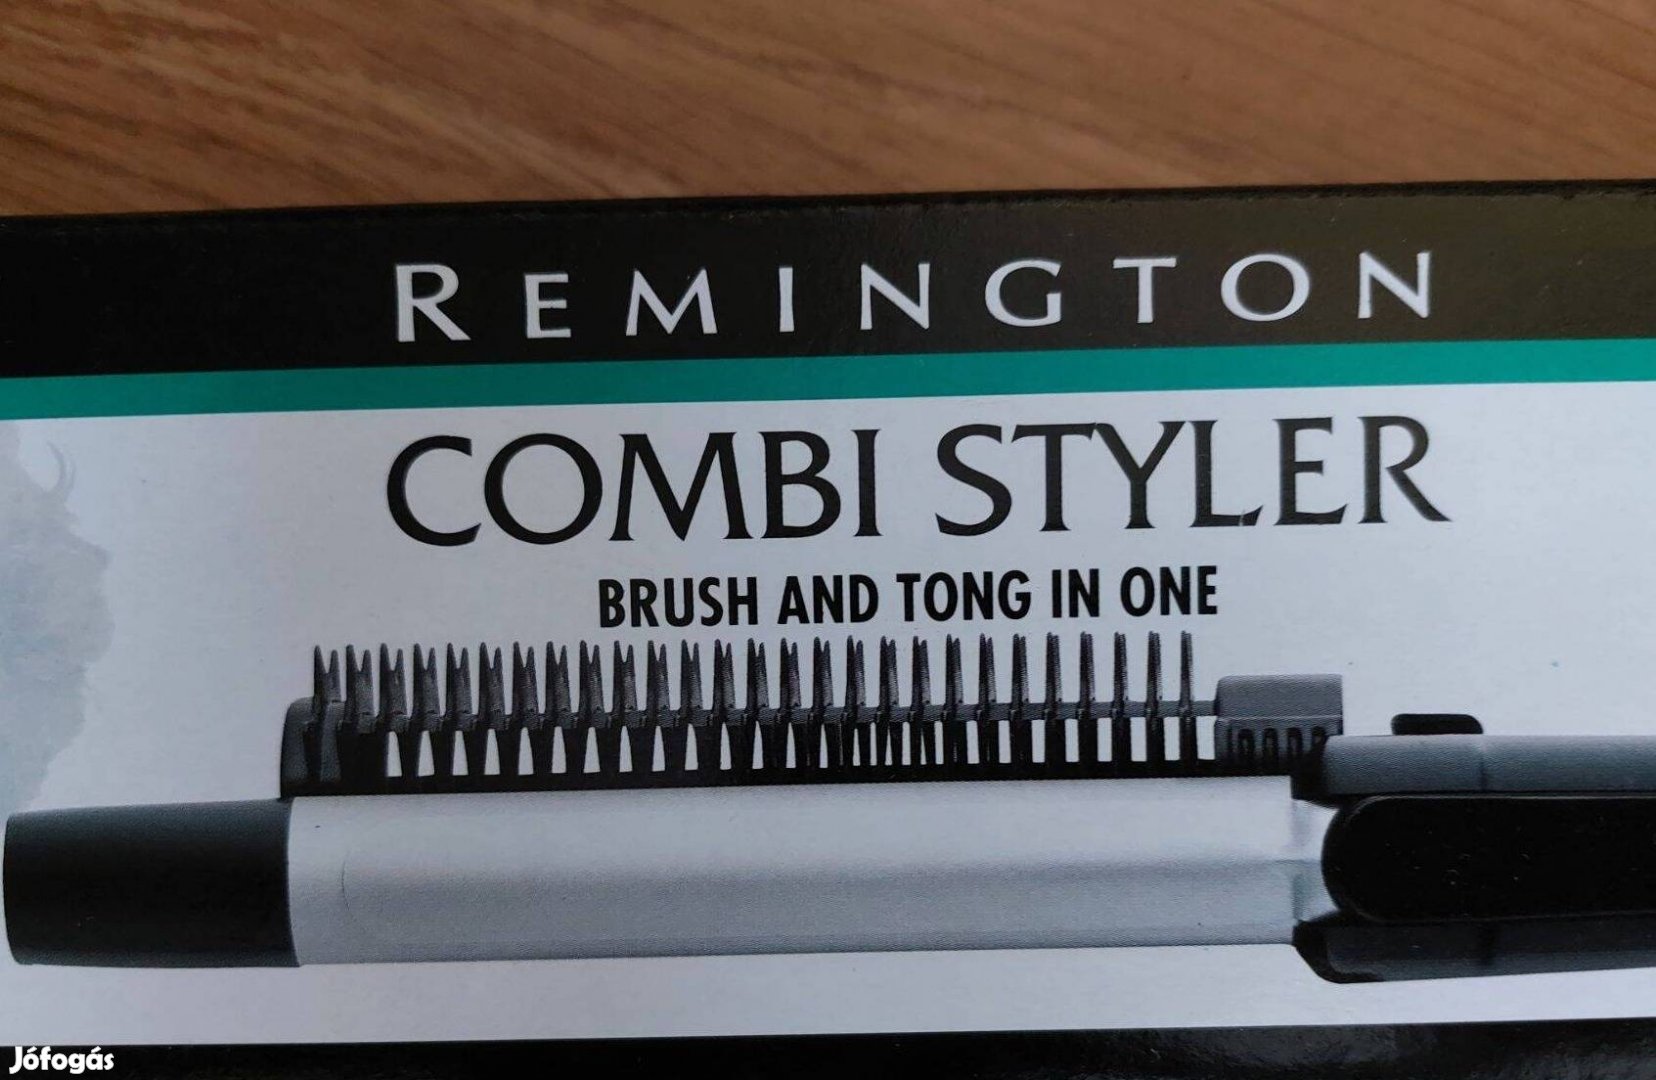 REMINGTON
COMBI STYLER
BRUSH AND TONG IN ONE
Jófogás